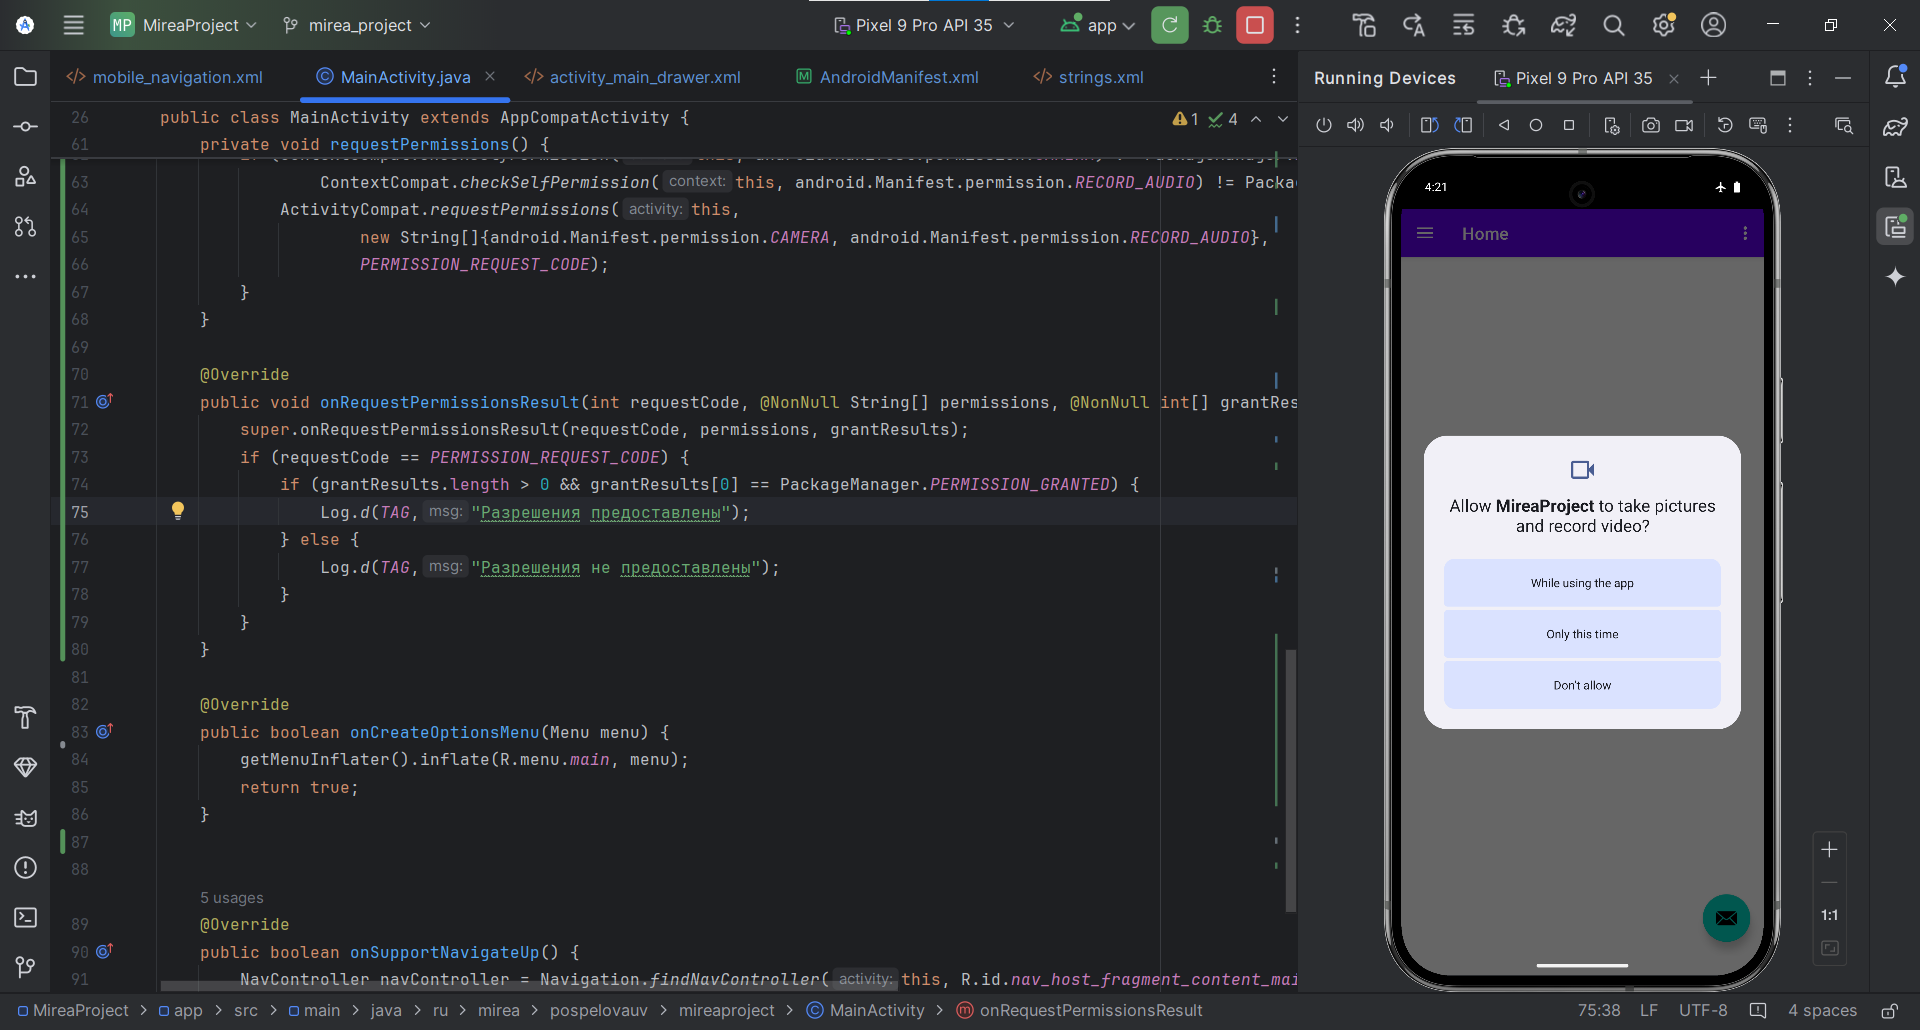 MP MireaProject mirea_project Pixel 9 Pro API 35 app
mobile_navigation.xml MainActivity.java activity_main_drawer.xml AndroidManifest.xml strings.xml
26 public class MainActivity extends AppCompatActivity { 1 4
61 private void requestPermissions() {
63 ContextCompat.checkSelfPermission( context: this, android.Manifest.permission.RECORD_AUDIO) != Packa
64 ActivityCompat.requestPermissions( activity: this,
65 new String[]{android.Manifest.permission.CAMERA, android.Manifest.permission.RECORD_AUDIO},
66 PERMISSION_REQUEST_CODE);
67 }
68 }
69
70 @Override
71 public void onRequestPermissionsResult(int requestCode, @NonNull String[] permissions, @NonNull int[] grantRes
72 super.onRequestPermissionsResult(requestCode, permissions, grantResults);
73 if (requestCode == PERMISSION_REQUEST_CODE) {
74 if (grantResults.length > 0 && grantResults[0] == PackageManager.PERMISSION_GRANTED) {
75 Log.d(TAG, msg: "Разрешения предоставлены");
76 } else {
77 Log.d(TAG, msg: "Разрешения не предоставлены");
78 }
79 }
80 }
81
82 @Override
83 public boolean onCreateOptionsMenu(Menu menu) {
84 getMenuInflater().inflate(R.menu.main, menu);
85 return true;
86 }
87
88
5 usages
89 @Override
90 public boolean onSupportNavigateUp() {
91 NavController navController = Navigation.findNavController( activity: this, R.id.nav_host_fragment_content_mai
Running Devices Pixel 9 Pro API 35
4:21
Home
Allow MireaProject to take pictures
and record video?
While using the app
Only this time
Don't allow
1:1
MireaProject > app > src > main > java > ru > mirea > pospelovauv > mireaproject > MainActivity > onRequestPermissionsResult 75:38 LF UTF-8 4 spaces